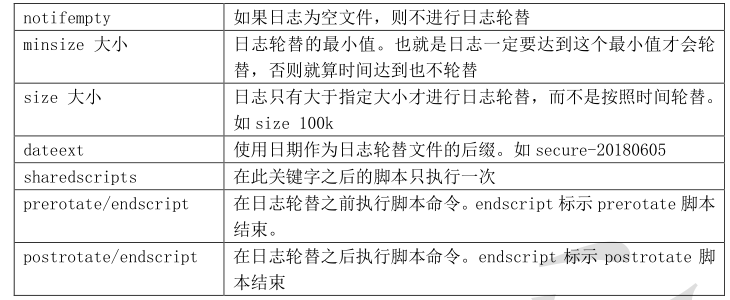 notifempty 如果日志为空文件，则不进行日志轮替
minsize 大小 日志轮替的最小值。也就是日志一定要达到这个最小值才会轮
替，否则就算时间达到也不轮替
size 大小 日志只有大于指定大小才进行日志轮替，而不是按照时间轮替。
如 size 100k
dateext 使用日期作为日志轮替文件的后缀。如 secure-20180605
sharedscripts 在此关键字之后的脚本只执行一次
prerotate/endscript 在日志轮替之前执行脚本命令。endscript 标示 prerotate 脚本
结束。
postrotate/endscript 在日志轮替之后执行脚本命令。endscript 标示 postrotate 脚
本结束